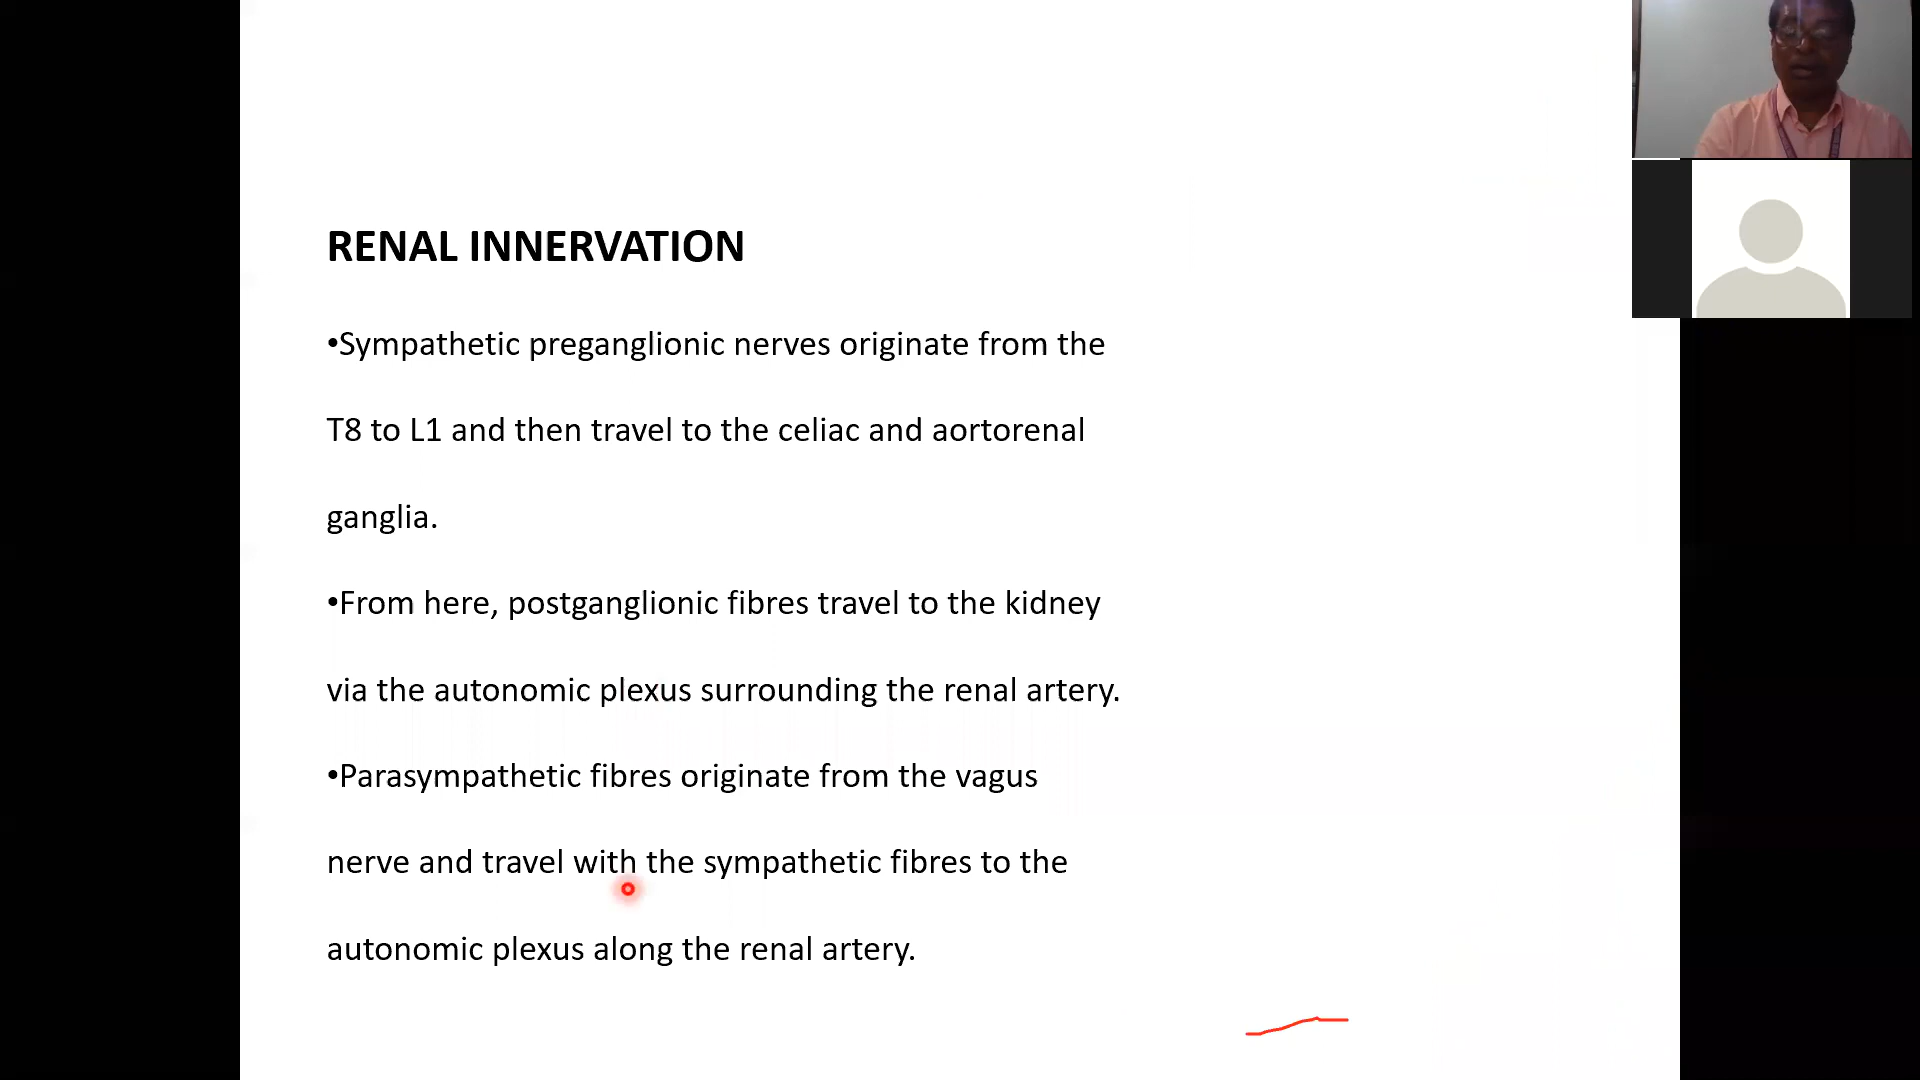 RENAL INNERVATION
•Sympathetic preganglionic nerves originate from the
T8 to L1 and then travel to the celiac and aortorenal
ganglia.
•From here, postganglionic fibres travel to the kidney
via the autonomic plexus surrounding the renal artery.
•Parasympathetic fibres originate from the vagus
nerve and travel with the sympathetic fibres to the
autonomic plexus along the renal artery.